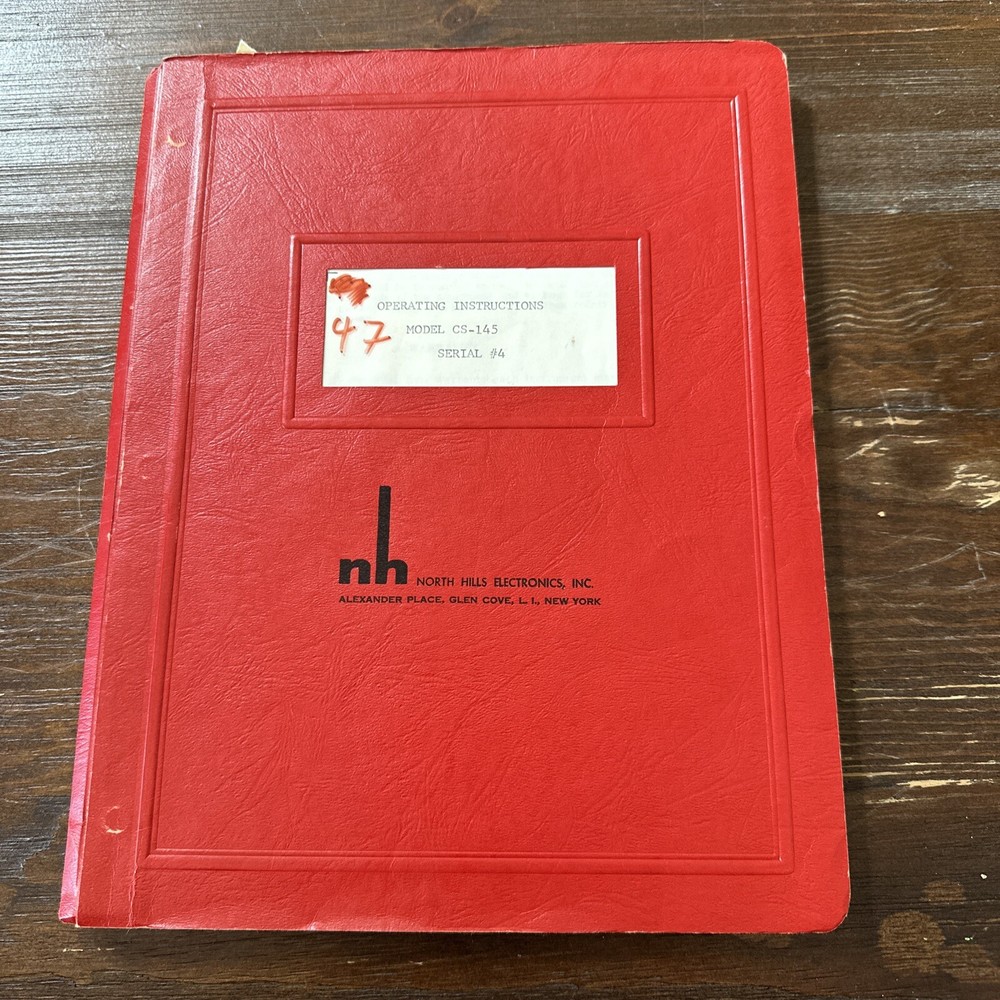 OPERATING INSTRUCTIONS
47
MODEL CS-145
SERIAL #4
nh
NORTH HILLS ELECTRONICS, INC.
ALEXANDER PLACE, GLEN COVE, L. I., NEW YORK